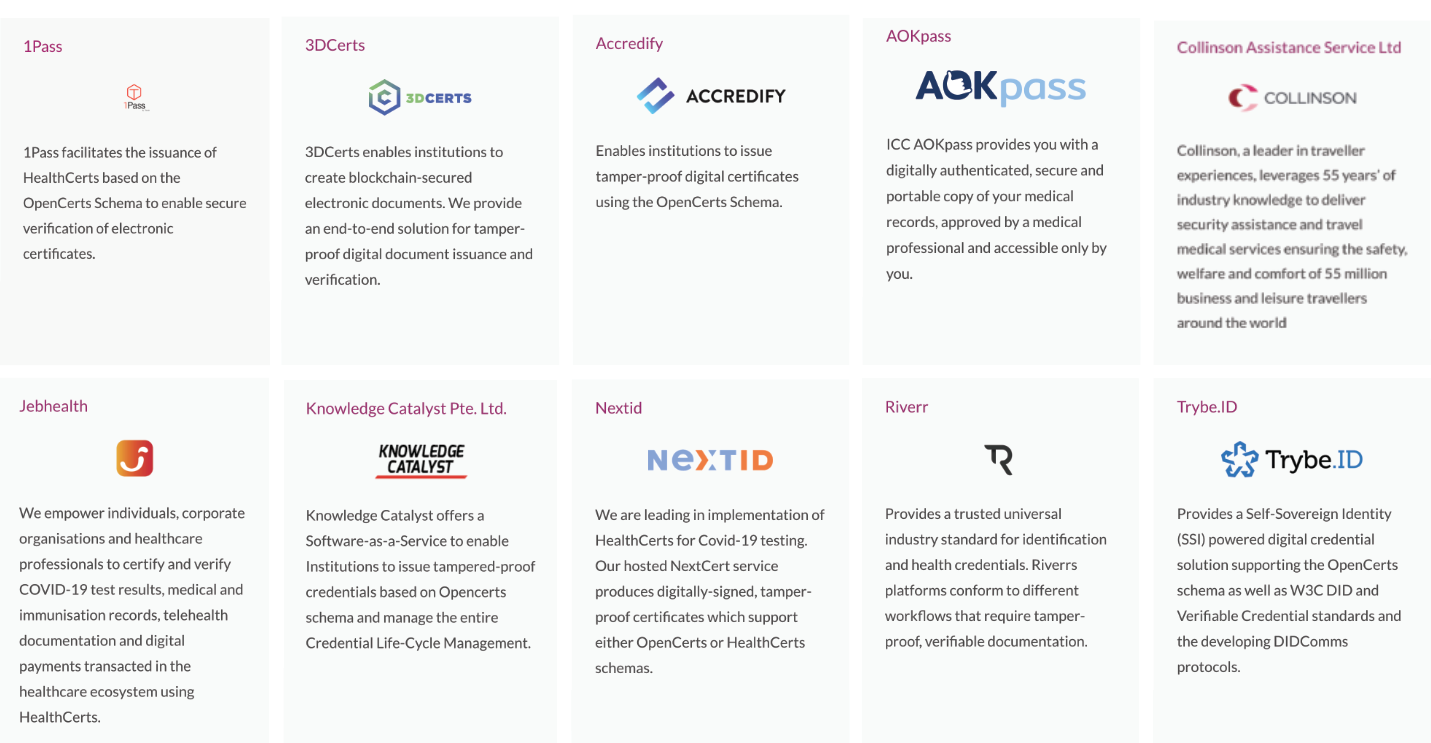 1Pass
1Pass
1Pass facilitates the issuance of
HealthCerts based on the
OpenCerts Schema to enable secure
verification of electronic
certificates.
3DCerts
3DCERTS
3DCerts enables institutions to
create blockchain-secured
electronic documents. We provide
an end-to-end solution for tamper-
proof digital document issuance and
verification.
Accredify
ACCREDIFY
Enables institutions to issue
tamper-proof digital certificates
using the OpenCerts Schema.
AOKpass
AOKpass
ICC AOKpass provides you with a
digitally authenticated, secure and
portable copy of your medical
records, approved by a medical
professional and accessible only by
you.
Collinson Assistance Service Ltd
COLLINSON
Collinson, a leader in traveller
experiences, leverages 55 years' of
industry knowledge to deliver
security assistance and travel
medical services ensuring the safety,
welfare and comfort of 55 million
business and leisure travellers
around the world
Jebhealth
We empower individuals, corporate
organisations and healthcare
professionals to certify and verify
COVID-19 test results, medical and
immunisation records, telehealth
documentation and digital
payments transacted in the
healthcare ecosystem using
HealthCerts.
Knowledge Catalyst Pte. Ltd.
KNOWLEDGE
CATALYST
Knowledge Catalyst offers a
Software-as-a-Service to enable
Institutions to issue tampered-proof
credentials based on Opencerts
schema and manage the entire
Credential Life-Cycle Management.
Nextid
NeXTID
We are leading in implementation of
HealthCerts for Covid-19 testing.
Our hosted NextCert service
produces digitally-signed, tamper-
proof certificates which support
either OpenCerts or HealthCerts
schemas.
Riverr
Provides a trusted universal
industry standard for identification
and health credentials. Riverrs
platforms conform to different
workflows that require tamper-
proof, verifiable documentation.
Trybe.ID
Trybe.ID
Provides a Self-Sovereign Identity
(SSI) powered digital credential
solution supporting the OpenCerts
schema as well as W3C DID and
Verifiable Credential standards and
the developing DIDComms
protocols.